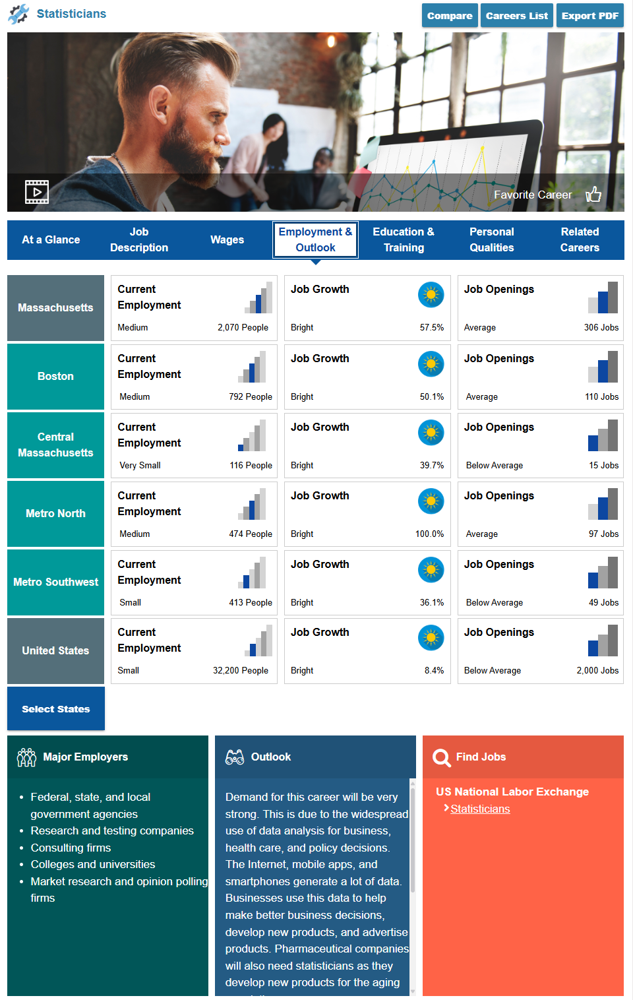 Statisticians
Compare
Careers List
Export PDF
Favorite Career
At a Glance
Job
Description
Wages
Employment &
Outlook
Education &
Training
Personal
Qualities
Related
Careers
Massachusetts
Current
Employment
Medium 2,070 People
Job Growth
Bright 57.5%
Job Openings
Average 306 Jobs
Boston
Current
Employment
Medium 792 People
Job Growth
Bright 50.1%
Job Openings
Average 110 Jobs
Central
Massachusetts
Current
Employment
Very Small 116 People
Job Growth
Bright 39.7%
Job Openings
Below Average 15 Jobs
Metro North
Current
Employment
Medium 474 People
Job Growth
Bright 100.0%
Job Openings
Average 97 Jobs
Metro Southwest
Current
Employment
Small 413 People
Job Growth
Bright 36.1%
Job Openings
Below Average 49 Jobs
United States
Current
Employment
Small 32,200 People
Job Growth
Bright 8.4%
Job Openings
Below Average 2,000 Jobs
Select States
Major Employers
• Federal, state, and local
government agencies
• Research and testing companies
• Consulting firms
• Colleges and universities
• Market research and opinion polling
firms
Outlook
Demand for this career will be very
strong. This is due to the widespread
use of data analysis for business,
health care, and policy decisions.
The Internet, mobile apps, and
smartphones generate a lot of data.
Businesses use this data to help
make better business decisions,
develop new products, and advertise
products. Pharmaceutical companies
will also need statisticians as they
develop new products for the aging
Find Jobs
US National Labor Exchange
Statisticians